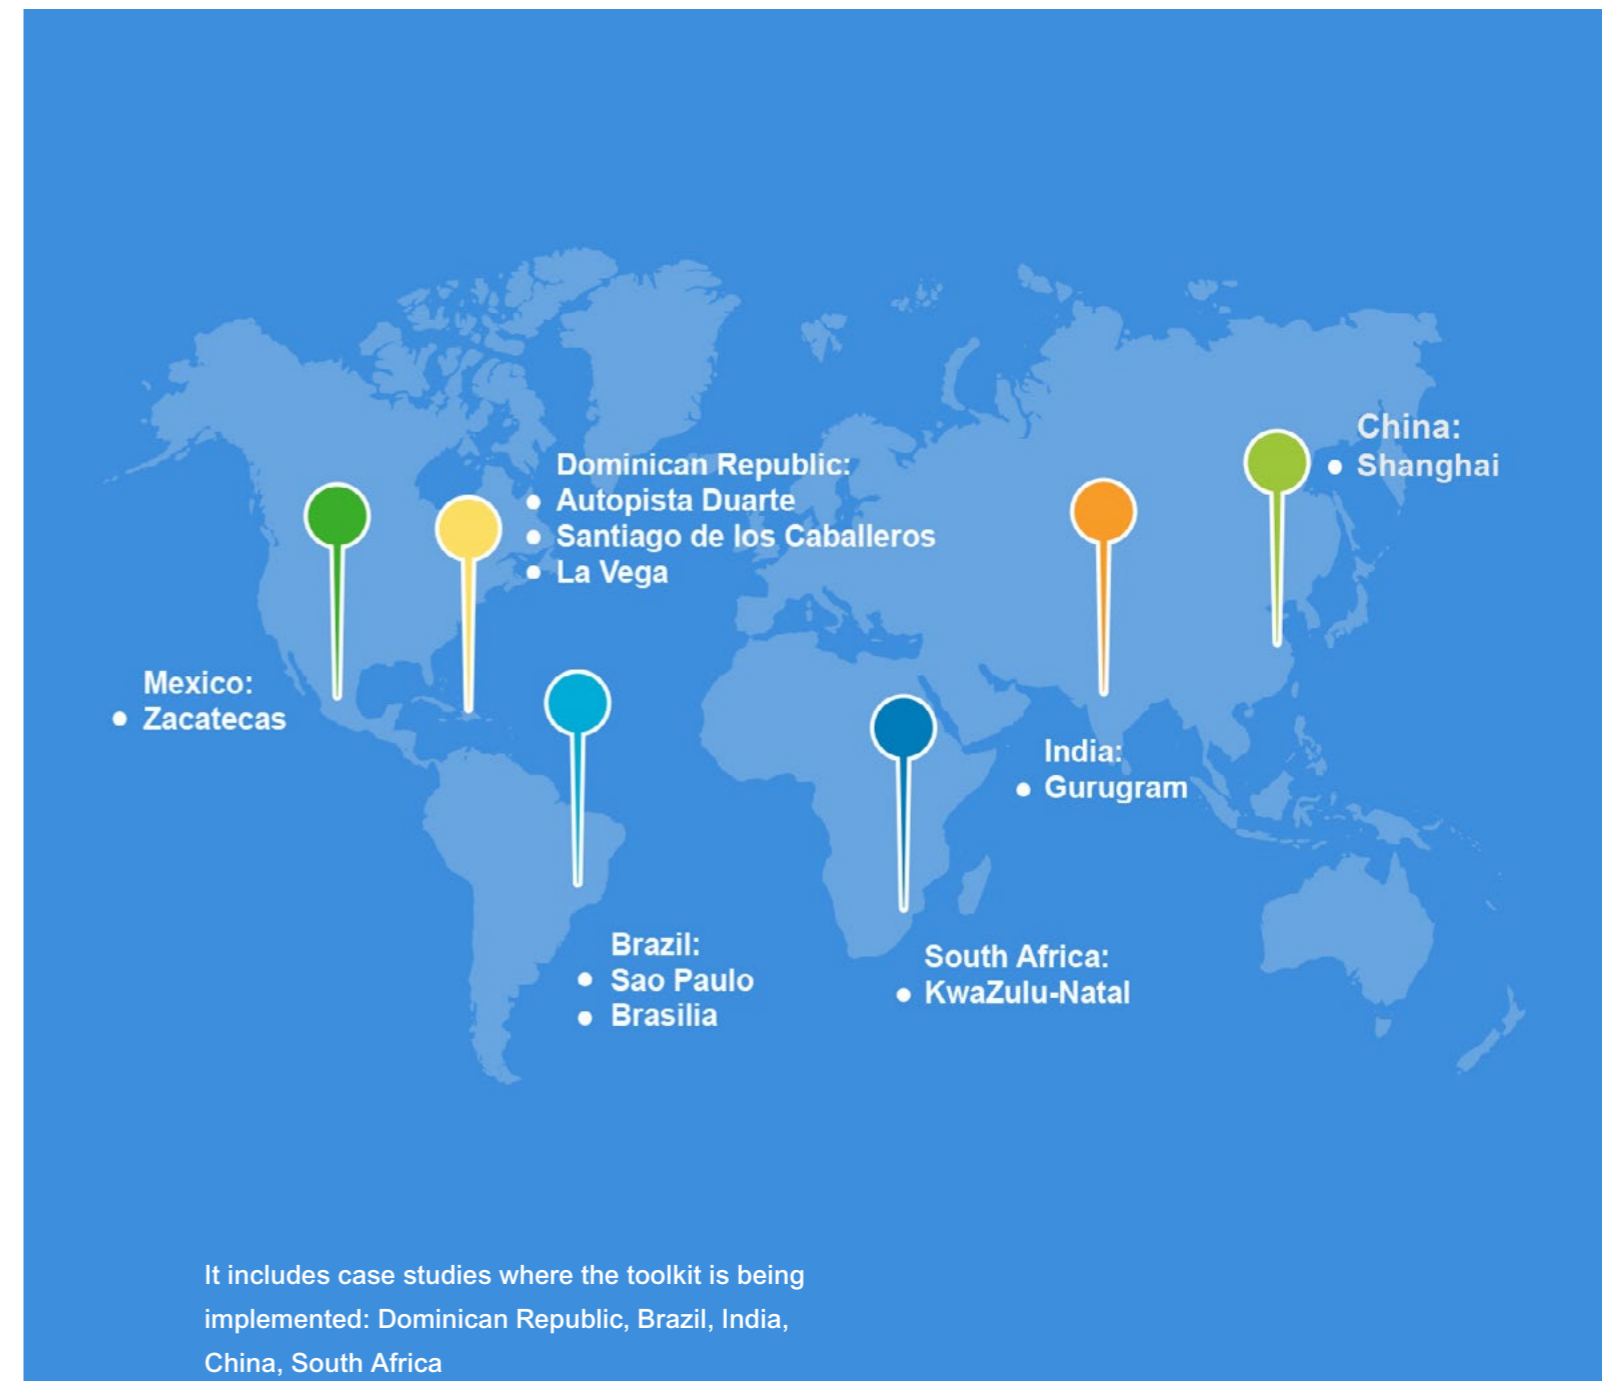 China:
Shanghai
Dominican Republic:
Autopista Duarte
Santiago de los Caballeros
La Vega
Mexico:
Zacatecas
India:
Gurugram
Brazil:
Sao Paulo
Brasilia
South Africa:
KwaZulu-Natal
It includes case studies where the toolkit is being
implemented: Dominican Republic, Brazil, India,
China, South Africa